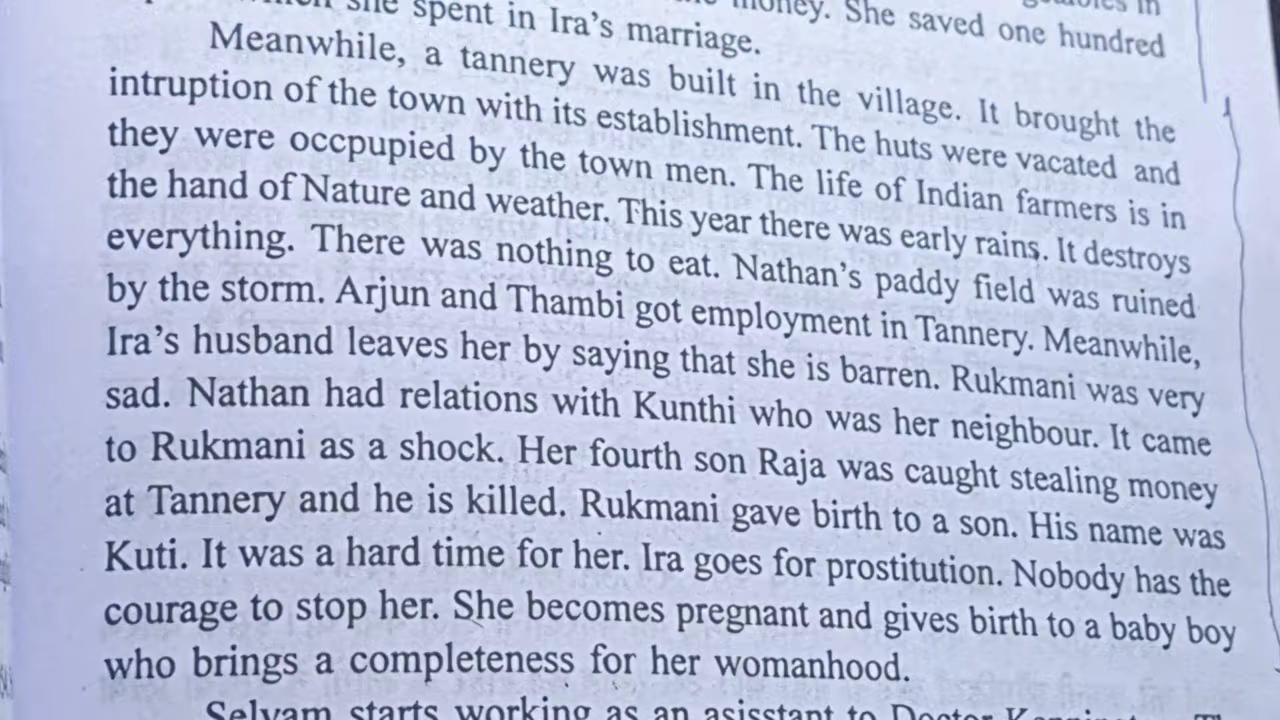 she spent in Ira's marriage.
money. She saved one hundred
Meanwhile, a tannery was built in the village. It brought the
intruption of the town with its establishment. The huts were vacated and
they were occpupied by the town men. The life of Indian farmers is in
the hand of Nature and weather. This year there was early rains. It destroys
everything. There was nothing to eat. Nathan's paddy field was ruined
by the storm. Arjun and Thambi got employment in Tannery. Meanwhile,
Ira's husband leaves her by saying that she is barren. Rukmani was very
sad. Nathan had relations with Kunthi who was her neighbour. It came
to Rukmani as a shock. Her fourth son Raja was caught stealing money
at Tannery and he is killed. Rukmani gave birth to a son. His name was
Kuti. It was a hard time for her. Ira goes for prostitution. Nobody has the
courage to stop her. She becomes pregnant and gives birth to a baby boy
who brings a completeness for her womanhood.
Selvam starts working as an asisstant to Doctor